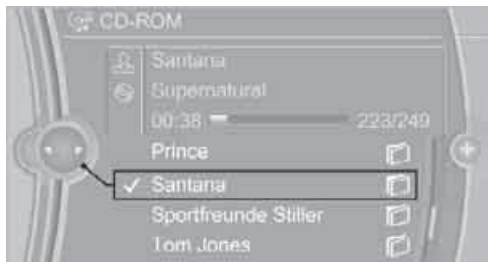 CD-ROM
Santana
Supernatural
00:38 223/249
Prince
Santana
Sportfreunde Stiller
Tom Jones